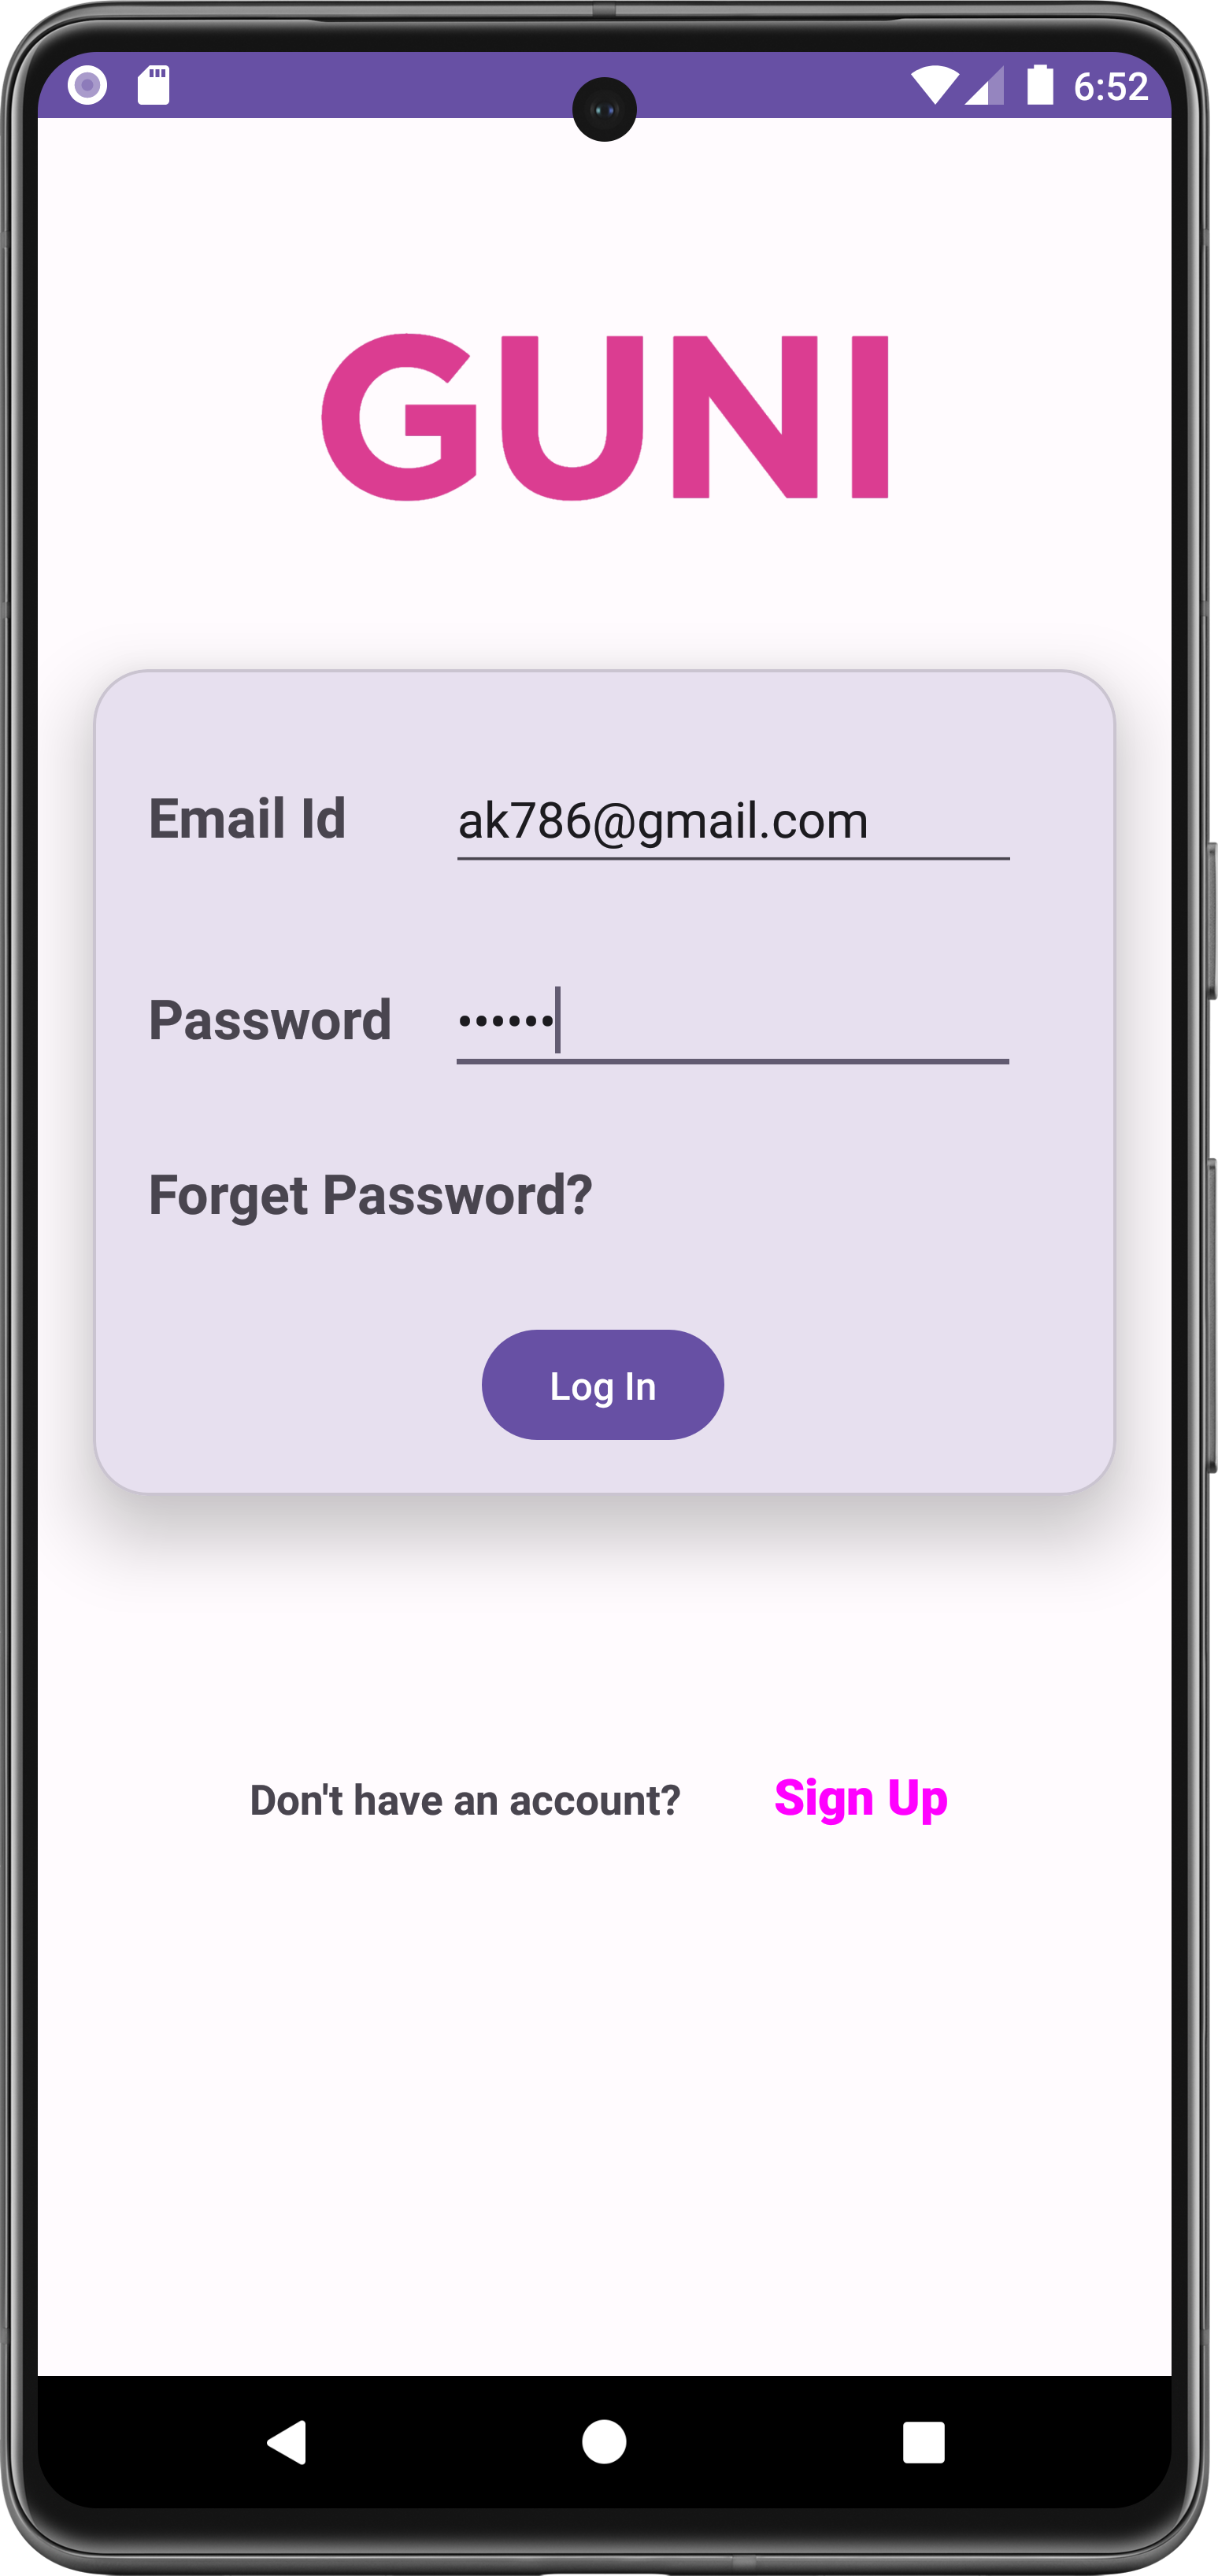 6:52
GUNI
Email Id ak786@gmail.com
Password ••••••
Forget Password?
Log In
Don't have an account? Sign Up